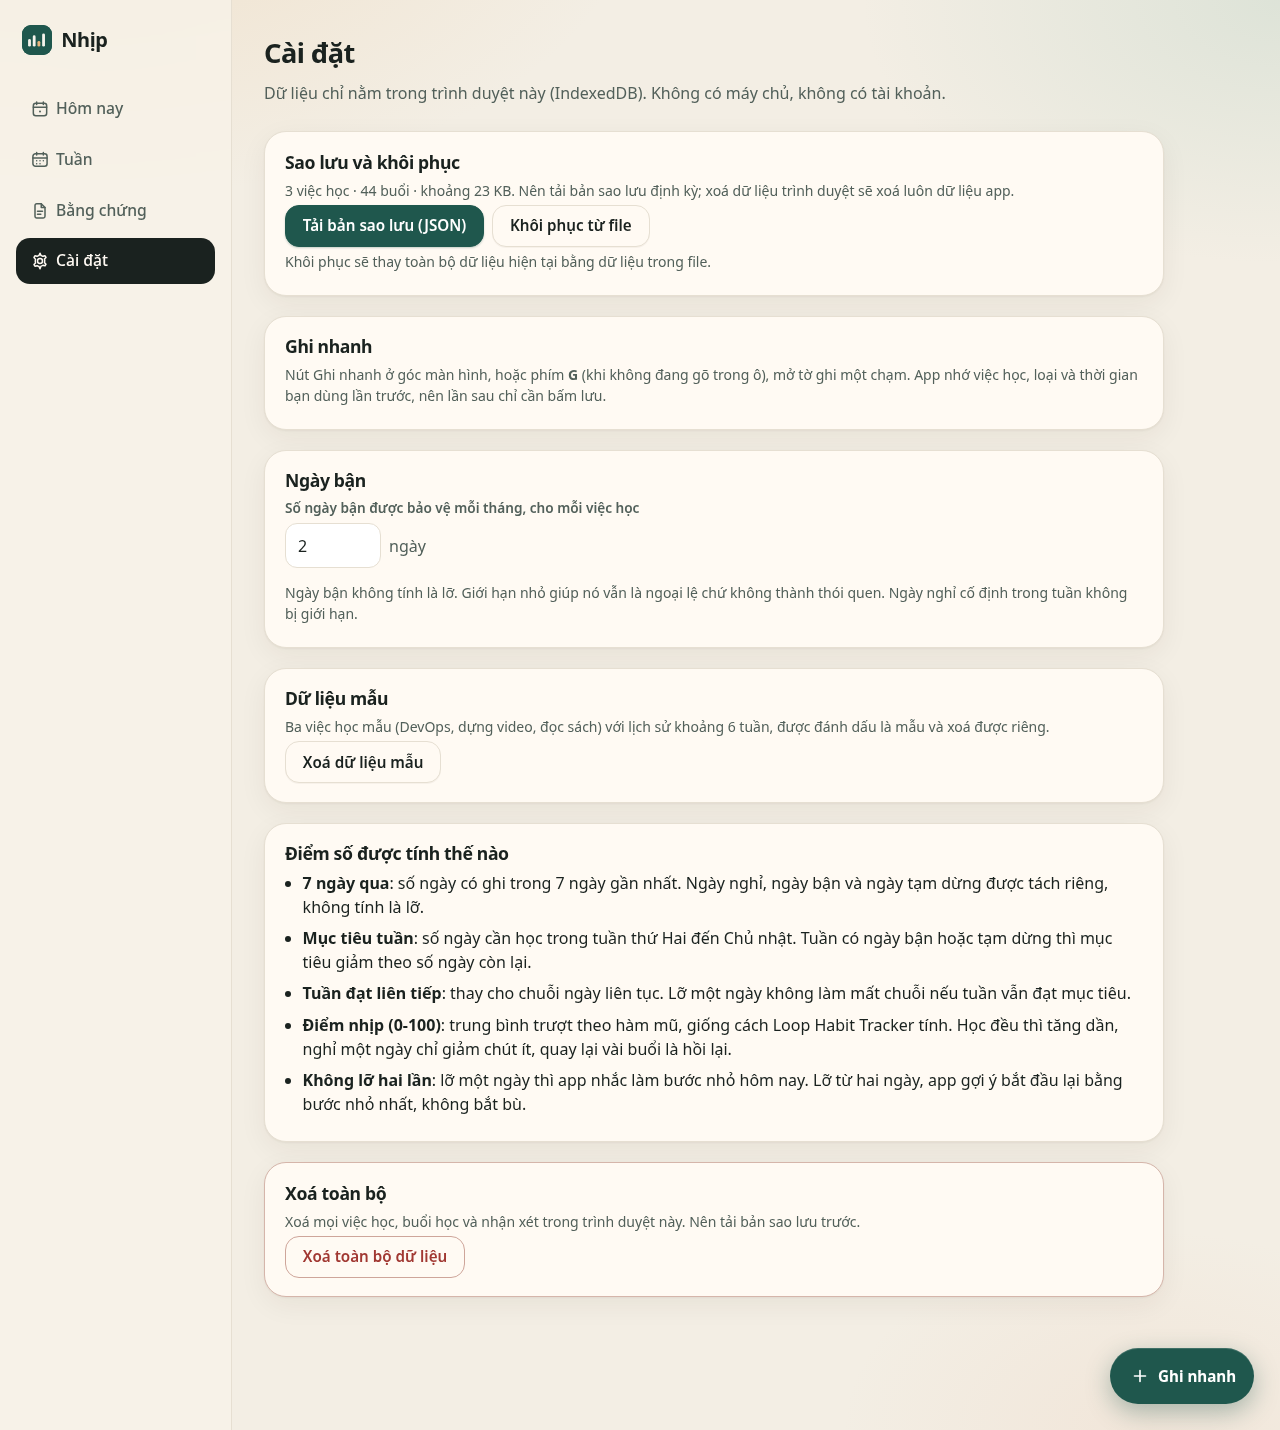 Nhịp
Hôm nay
Tuần
Bằng chứng
Cài đặt
Cài đặt
Dữ liệu chỉ nằm trong trình duyệt này (IndexedDB). Không có máy chủ, không có tài khoản.
Sao lưu và khôi phục
3 việc học · 44 buổi · khoảng 23 KB. Nên tải bản sao lưu định kỳ; xoá dữ liệu trình duyệt sẽ xoá luôn dữ liệu app.
Tải bản sao lưu (JSON)
Khôi phục từ file
Khôi phục sẽ thay toàn bộ dữ liệu hiện tại bằng dữ liệu trong file.
Ghi nhanh
Nút Ghi nhanh ở góc màn hình, hoặc phím G (khi không đang gõ trong ô), mở tờ ghi một chạm. App nhớ việc học, loại và thời gian
bạn dùng lần trước, nên lần sau chỉ cần bấm lưu.
Ngày bận
Số ngày bận được bảo vệ mỗi tháng, cho mỗi việc học
2
ngày
Ngày bận không tính là lỡ. Giới hạn nhỏ giúp nó vẫn là ngoại lệ chứ không thành thói quen. Ngày nghỉ cố định trong tuần không
bị giới hạn.
Dữ liệu mẫu
Ba việc học mẫu (DevOps, dựng video, đọc sách) với lịch sử khoảng 6 tuần, được đánh dấu là mẫu và xoá được riêng.
Xoá dữ liệu mẫu
Điểm số được tính thế nào
7 ngày qua: số ngày có ghi trong 7 ngày gần nhất. Ngày nghỉ, ngày bận và ngày tạm dừng được tách riêng,
không tính là lỡ.
Mục tiêu tuần: số ngày cần học trong tuần thứ Hai đến Chủ nhật. Tuần có ngày bận hoặc tạm dừng thì mục
tiêu giảm theo số ngày còn lại.
Tuần đạt liên tiếp: thay cho chuỗi ngày liên tục. Lỡ một ngày không làm mất chuỗi nếu tuần vẫn đạt mục tiêu.
Điểm nhịp (0-100): trung bình trượt theo hàm mũ, giống cách Loop Habit Tracker tính. Học đều thì tăng dần,
nghỉ một ngày chỉ giảm chút ít, quay lại vài buổi là hồi lại.
Không lỡ hai lần: lỡ một ngày thì app nhắc làm bước nhỏ hôm nay. Lỡ từ hai ngày, app gợi ý bắt đầu lại bằng
bước nhỏ nhất, không bắt bù.
Xoá toàn bộ
Xoá mọi việc học, buổi học và nhận xét trong trình duyệt này. Nên tải bản sao lưu trước.
Xoá toàn bộ dữ liệu
Ghi nhanh